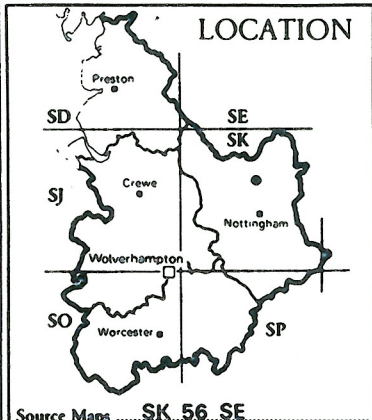 LOCATION
Preston
SD SE
SK
SJ
Crewe
Nottingham
Wolverhampton
SO
Worcester
SP
Source Maps SK 56 SE